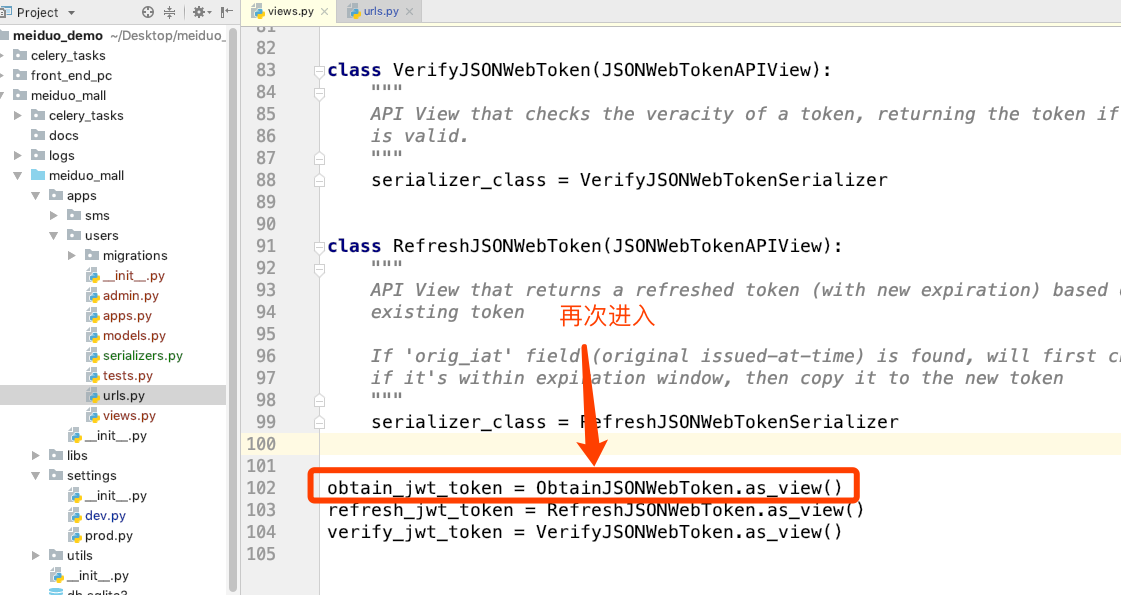 Project
views.py
urls.py
meiduo_demo ~/Desktop/meiduo_
celery_tasks
front_end_pc
meiduo_mall
celery_tasks
docs
logs
meiduo_mall
apps
sms
users
migrations
__init__.py
admin.py
apps.py
models.py
serializers.py
tests.py
urls.py
views.py
__init__.py
libs
settings
__init__.py
dev.py
prod.py
utils
__init__.py
db.sqlite3
81
82
83 class VerifyJSONWebToken(JSONWebTokenAPIView):
84 """
85 API View that checks the veracity of a token, returning the token if
86 is valid.
87 """
88 serializer_class = VerifyJSONWebTokenSerializer
89
90
91 class RefreshJSONWebToken(JSONWebTokenAPIView):
92 """
93 API View that returns a refreshed token (with new expiration) based
94 existing token
再次进入
95
96 If 'orig_iat' field (original issued-at-time) is found, will first
97 if it's within expiration window, then copy it to the new token
98 """
99 serializer_class = RefreshJSONWebTokenSerializer
100
101
102 obtain_jwt_token = ObtainJSONWebToken.as_view()
103 refresh_jwt_token = RefreshJSONWebToken.as_view()
104 verify_jwt_token = VerifyJSONWebToken.as_view()
105